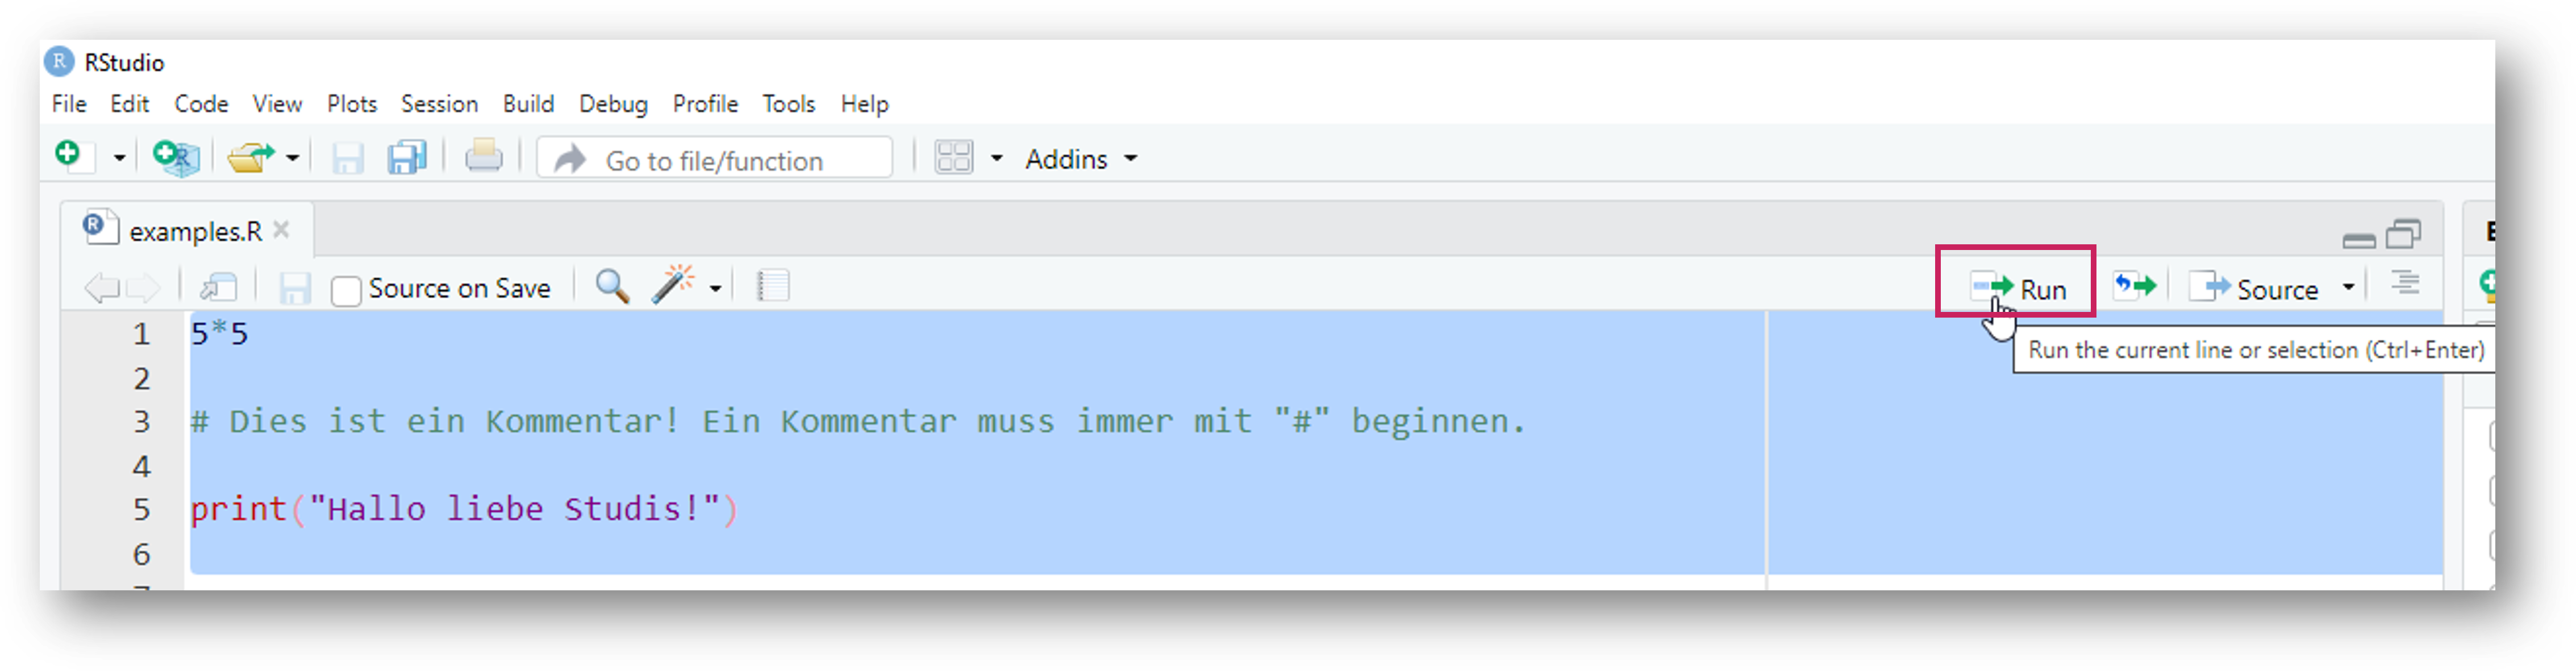 RStudio
File Edit Code View Plots Session Build Debug Profile Tools Help
Go to file/function Addins
examples.R
Source on Save Run Source
Run the current line or selection (Ctrl+Enter)
1 5*5
2
3 # Dies ist ein Kommentar! Ein Kommentar muss immer mit "#" beginnen.
4
5 print("Hallo liebe Studis!")
6